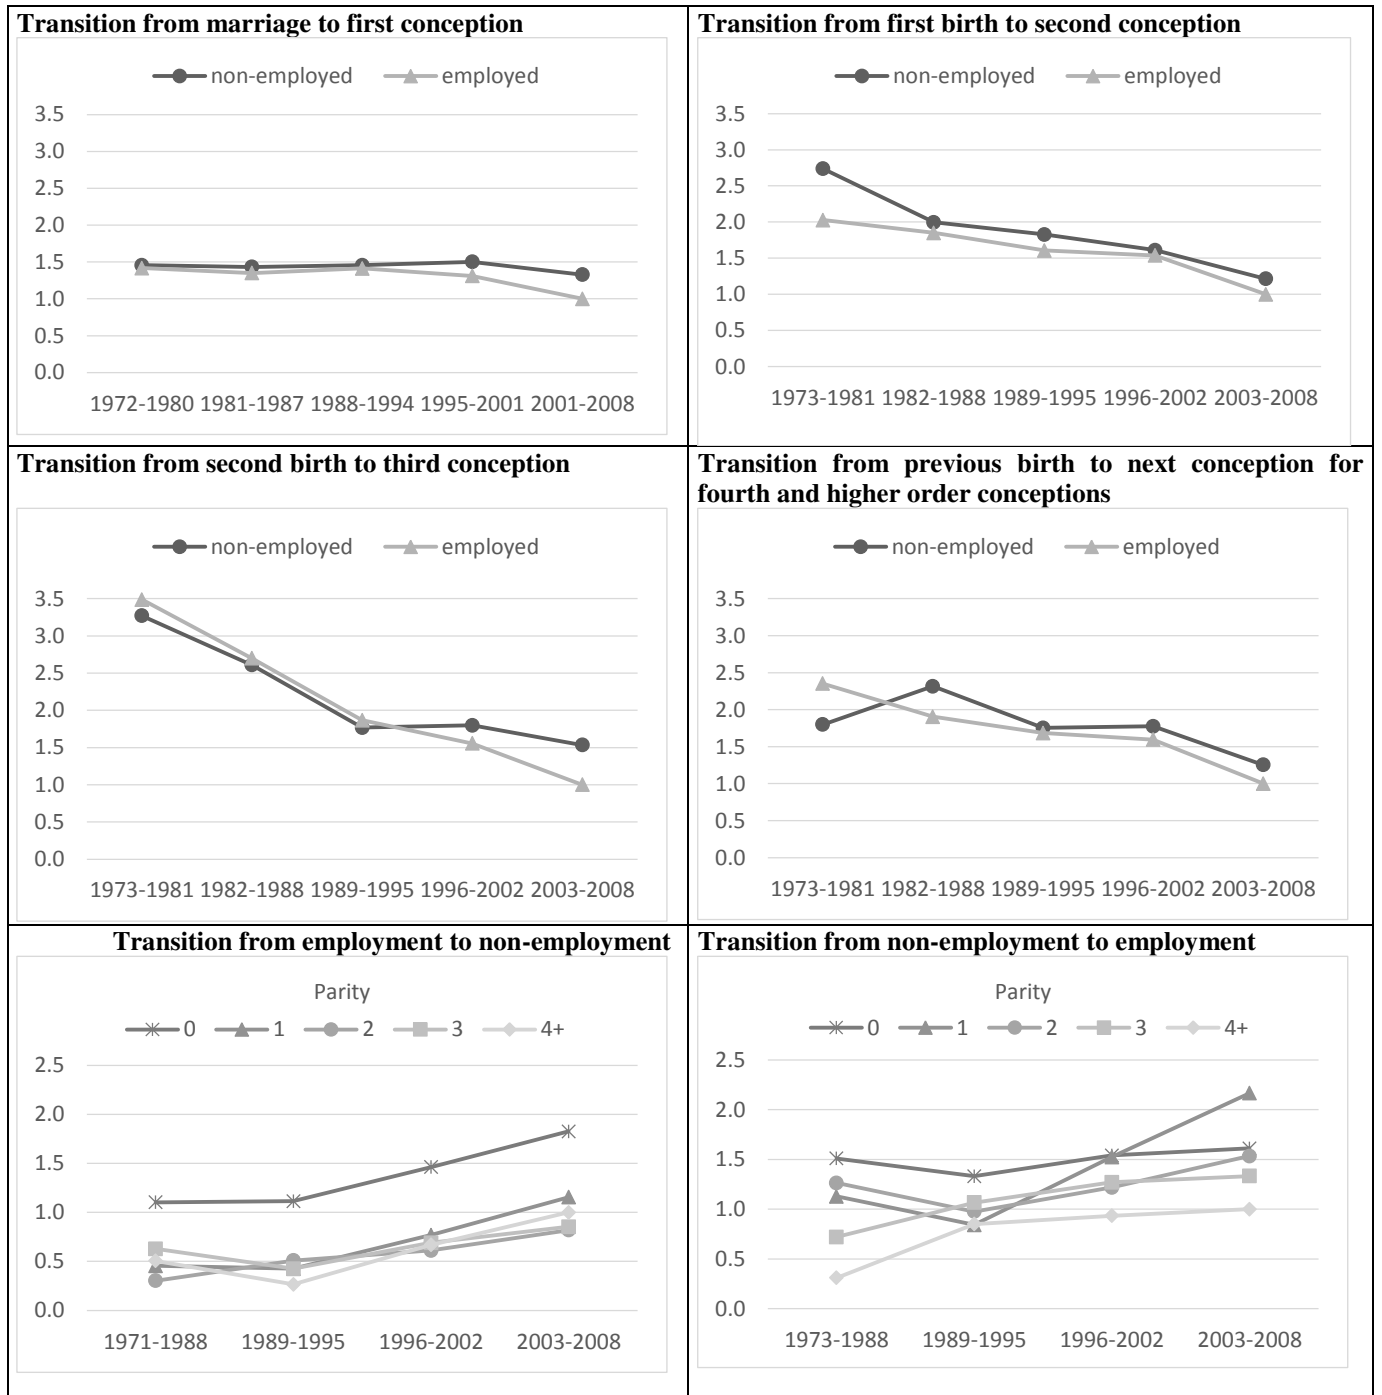 Transition from marriage to first conception
non-employed employed
3.5
3.0
2.5
2.0
1.5
1.0
0.5
0.0
1972-1980 1981-1987 1988-1994 1995-2001 2001-2008
Transition from first birth to second conception
non-employed employed
3.5
3.0
2.5
2.0
1.5
1.0
0.5
0.0
1973-1981 1982-1988 1989-1995 1996-2002 2003-2008
Transition from second birth to third conception
non-employed employed
3.5
3.0
2.5
2.0
1.5
1.0
0.5
0.0
1973-1981 1982-1988 1989-1995 1996-2002 2003-2008
Transition from previous birth to next conception for
fourth and higher order conceptions
non-employed employed
3.5
3.0
2.5
2.0
1.5
1.0
0.5
0.0
1973-1981 1982-1988 1989-1995 1996-2002 2003-2008
Transition from employment to non-employment
Parity
0 1 2 3 4+
2.5
2.0
1.5
1.0
0.5
0.0
1971-1988 1989-1995 1996-2002 2003-2008
Transition from non-employment to employment
Parity
0 1 2 3 4+
2.5
2.0
1.5
1.0
0.5
0.0
1973-1988 1989-1995 1996-2002 2003-2008